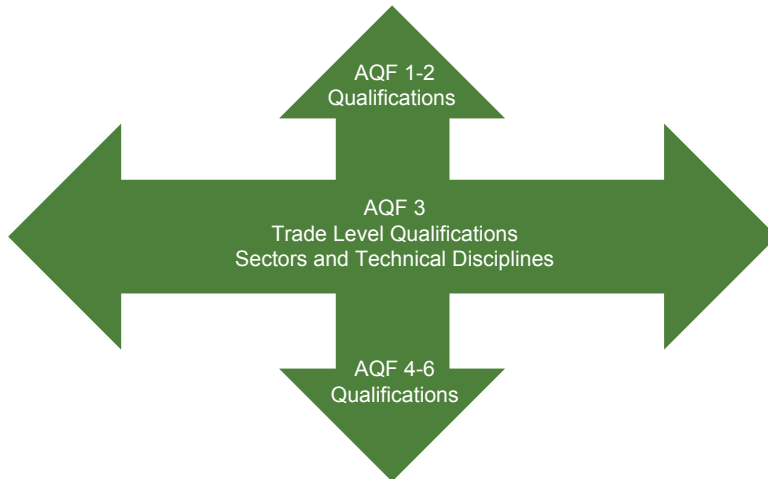 AQF 1-2
Qualifications
AQF 3
Trade Level Qualifications
Sectors and Technical Disciplines
AQF 4-6
Qualifications